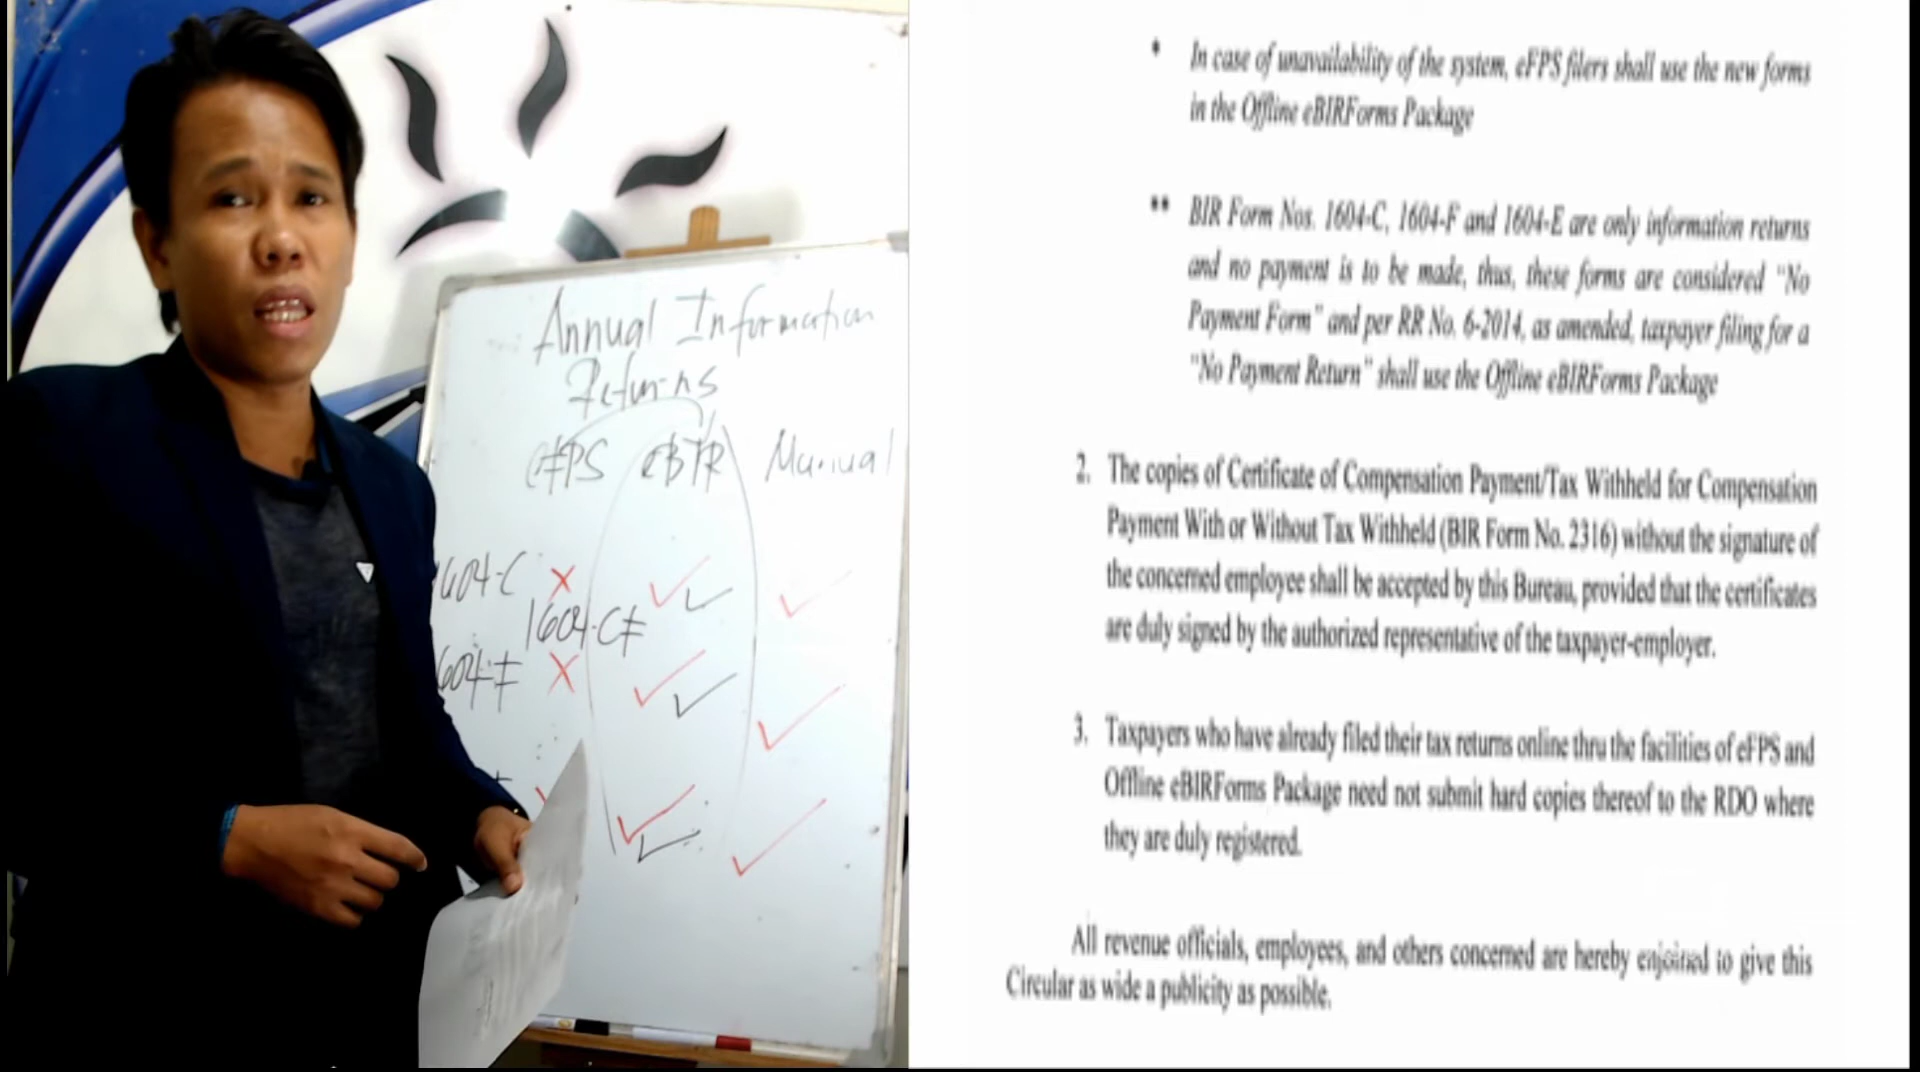 Annual Information
Returns
eFPS eBIR Manual
1604-C
1604-CF
604-F
* In case of unavailability of the system, eFPS filers shall use the new forms
in the Offline eBIRForms Package
** BIR Form Nos. 1604-C, 1604-F and 1604-E are only information returns
and no payment is to be made, thus, these forms are considered "No
Payment Form" and per RR No. 6-2014, as amended, taxpayer filing for a
"No Payment Return" shall use the Offline eBIRForms Package
2. The copies of Certificate of Compensation Payment/Tax Withheld for Compensation
Payment With or Without Tax Withheld (BIR Form No. 2316) without the signature of
the concerned employee shall be accepted by this Bureau, provided that the certificates
are duly signed by the authorized representative of the taxpayer-employer.
3. Taxpayers who have already filed their tax returns online thru the facilities of eFPS and
Offline eBIRForms Package need not submit hard copies thereof to the RDO where
they are duly registered.
All revenue officials, employees, and others concerned are hereby enjoined to give this
Circular as wide a publicity as possible.